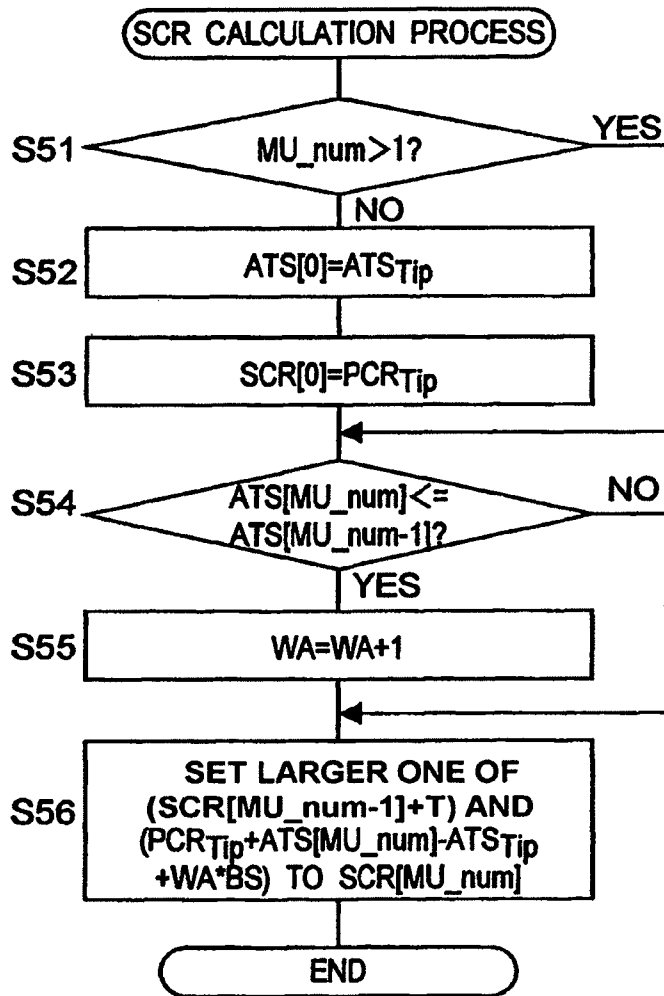 SCR CALCULATION PROCESS
S51
MU_num>1?
YES
NO
S52
ATS[0]=ATSTip
S53
SCR[0]=PCRTip
S54
ATS[MU_num]<=
ATS[MU_num-1]?
NO
YES
S55
WA=WA+1
S56
SET LARGER ONE OF
(SCR[MU_num-1]+T) AND
(PCRTip+ATS[MU_num]-ATSTip
+WA*BS) TO SCR[MU_num]
END